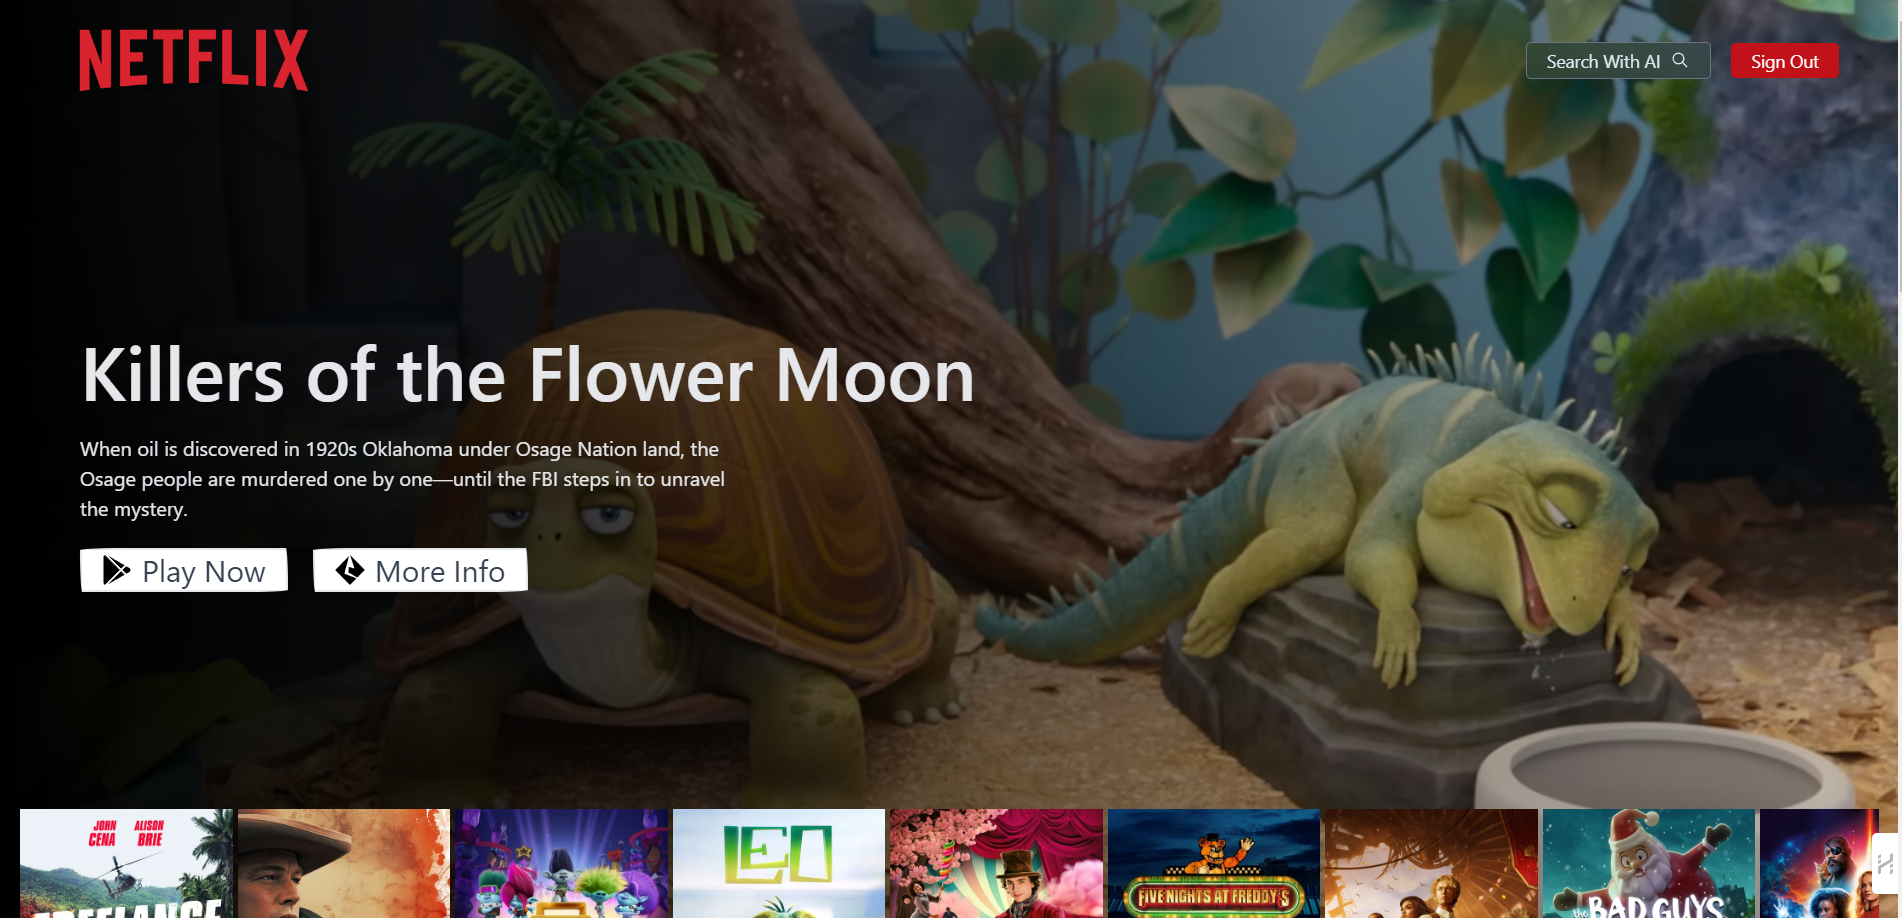 NETFLIX
Search With AI
Sign Out
Killers of the Flower Moon
When oil is discovered in 1920s Oklahoma under Osage Nation land, the
Osage people are murdered one by one—until the FBI steps in to unravel
the mystery.
Play Now
More Info
JOHN CENA
ALISON BRIE
FREELANCE
LEO
FIVE NIGHTS AT FREDDY'S
the BAD GUYS